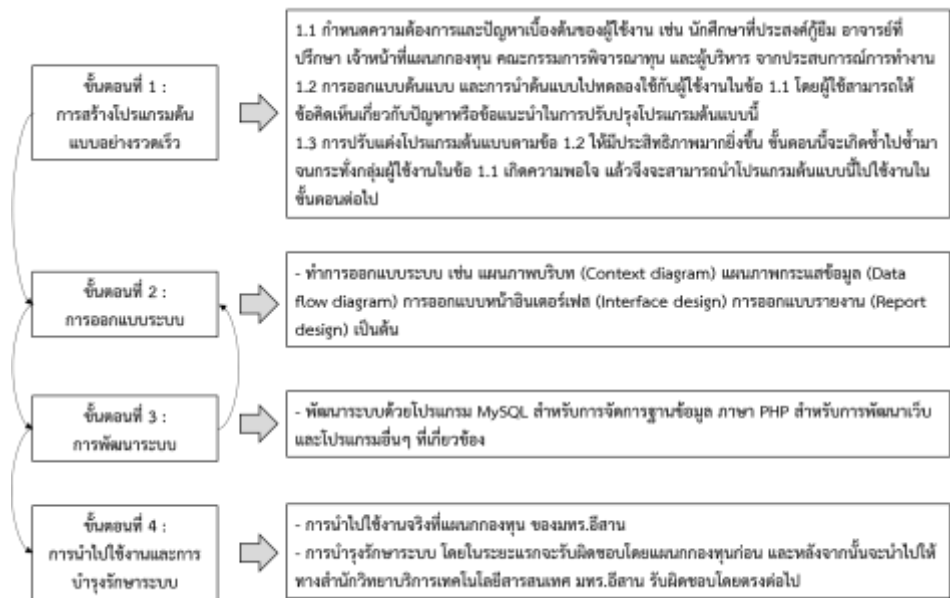 ขั้นตอนที่ 1 :
การสร้างโปรแกรมต้น
แบบอย่างรวดเร็ว
1.1 กำหนดความต้องการและปัญหาเบื้องต้นของผู้ใช้งาน เช่น นักศึกษาที่ประสงค์กู้ยืม อาจารย์ที่
ปรึกษา เจ้าหน้าที่แผนกกองทุน คณะกรรมการพิจารณาทุน และผู้บริหาร จากประสบการณ์การทำงาน
1.2 การออกแบบต้นแบบ และการนำต้นแบบไปทดลองใช้กับผู้ใช้งานในข้อ 1.1 โดยผู้ใช้สามารถให้
ข้อคิดเห็นเกี่ยวกับปัญหาหรือข้อแนะนำในการปรับปรุงโปรแกรมต้นแบบนี้
1.3 การปรับแต่งโปรแกรมต้นแบบตามข้อ 1.2 ให้มีประสิทธิภาพมากยิ่งขึ้น ขั้นตอนนี้จะเกิดซ้ำไปซ้ำมา
จนกระทั่งกลุ่มผู้ใช้งานในข้อ 1.1 เกิดความพอใจ แล้วจึงจะสามารถนำโปรแกรมต้นแบบนี้ไปใช้งานใน
ขั้นตอนต่อไป
ขั้นตอนที่ 2 :
การออกแบบระบบ
- ทำการออกแบบระบบ เช่น แผนภาพบริบท (Context diagram) แผนภาพกระแสข้อมูล (Data
flow diagram) การออกแบบหน้าอินเตอร์เฟส (Interface design) การออกแบบรายงาน (Report
design) เป็นต้น
ขั้นตอนที่ 3 :
การพัฒนาระบบ
- พัฒนาระบบด้วยโปรแกรม MySQL สำหรับการจัดการฐานข้อมูล ภาษา PHP สำหรับการพัฒนาเว็บ
และโปรแกรมอื่นๆ ที่เกี่ยวข้อง
ขั้นตอนที่ 4 :
การนำไปใช้งานและการ
บำรุงรักษาระบบ
- การนำไปใช้งานจริงที่แผนกกองทุน ของมทร.อีสาน
- การบำรุงรักษาระบบ โดยในระยะแรกจะรับผิดชอบโดยแผนกกองทุนก่อน และหลังจากนั้นจะนำไปให้
ทางสำนักวิทยบริการเทคโนโลยีสารสนเทศ มทร.อีสาน รับผิดชอบโดยตรงต่อไป